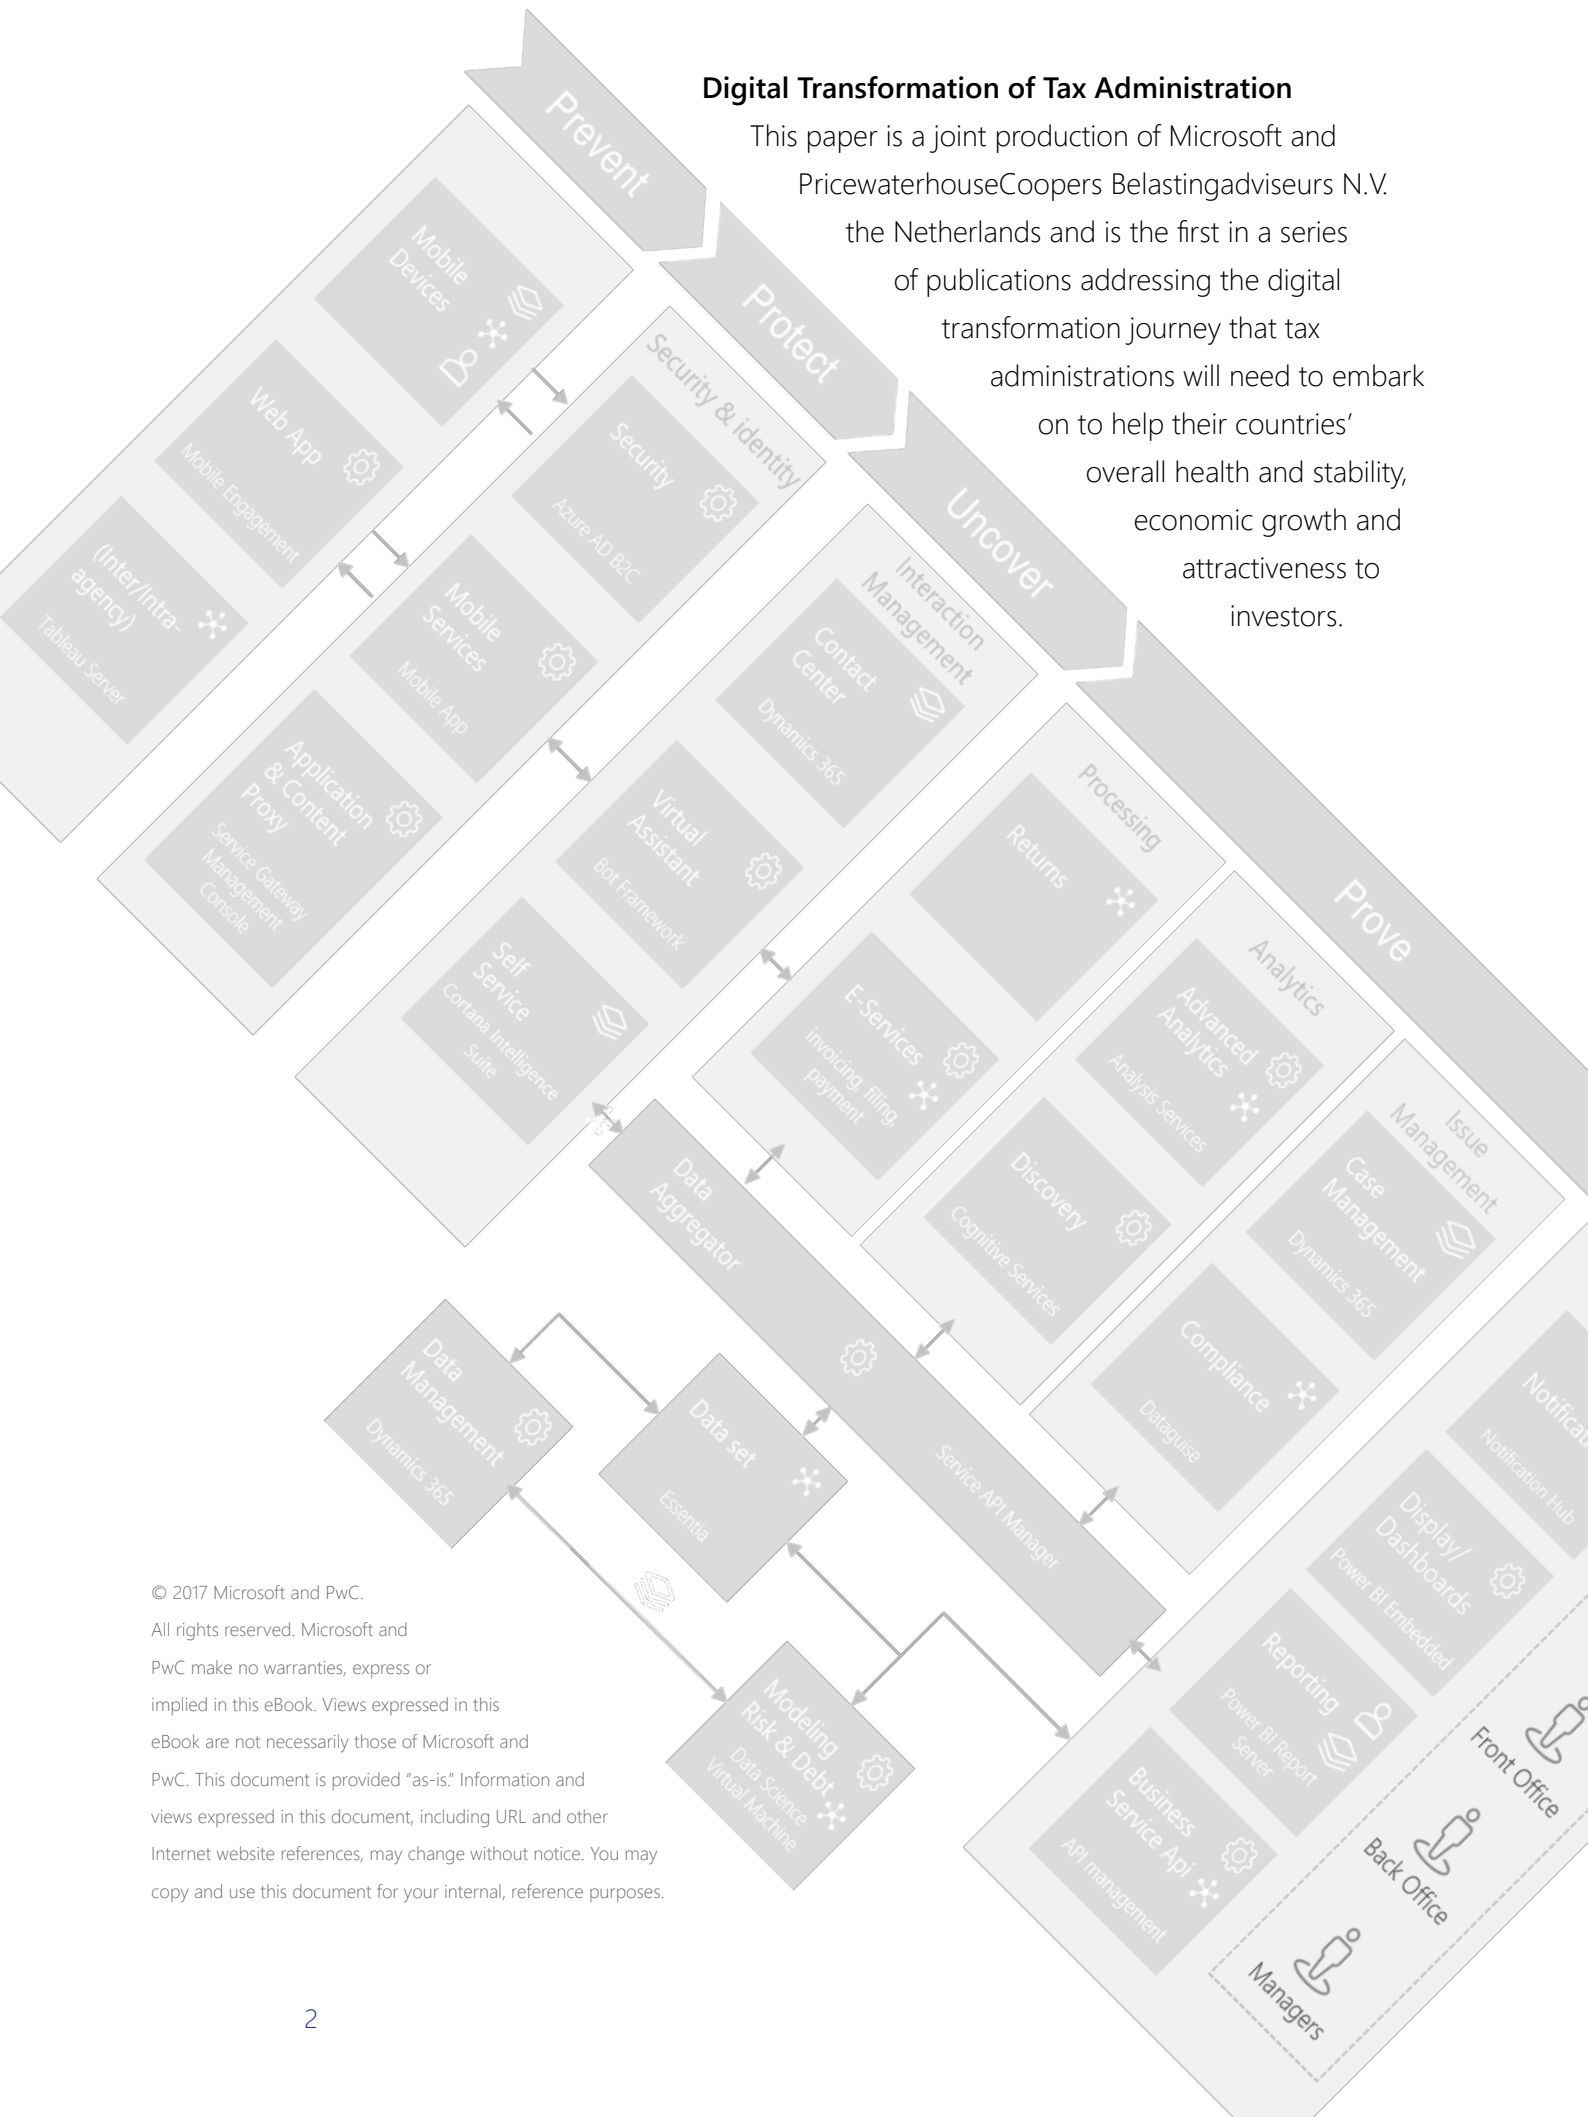 Digital Transformation of Tax Administration
This paper is a joint production of Microsoft and
PricewaterhouseCoopers Belastingadviseurs N.V.
the Netherlands and is the first in a series
of publications addressing the digital
transformation journey that tax
administrations will need to embark
on to help their countries'
overall health and stability,
economic growth and
attractiveness to
investors.
Prevent
Protect
Uncover
Prove
Mobile
Devices
Web App
Mobile Engagement
(Inter/Intra-
agency)
Tableau Server
Security & identity
Security
Azure AD B2C
Mobile
Services
Mobile App
Application
& Content
Proxy
Service Gateway
Management
Console
Interaction
Management
Contact
Center
Dynamics 365
Virtual
Assistant
Bot Framework
Self
Service
Cortana Intelligence
Suite
Processing
Returns
E-Services
invoicing, filing,
payment
Analytics
Advanced
Analytics
Analysis Services
Discovery
Cognitive Services
Issue
Management
Case
Management
Dynamics 365
Compliance
Dataguise
Data
Aggregator
Service API Manager
Data
Management
Dynamics 365
Data set
Essentia
Modeling
Risk & Debt
Data Science
Virtual Machine
Notificat
Notification Hub
Display/
Dashboards
Power BI Embedded
Reporting
Power BI Report
Server
Business
Service Api
API management
Front Office
Back Office
Managers
© 2017 Microsoft and PwC.
All rights reserved. Microsoft and
PwC make no warranties, express or
implied in this eBook. Views expressed in this
eBook are not necessarily those of Microsoft and
PwC. This document is provided “as-is.” Information and
views expressed in this document, including URL and other
Internet website references, may change without notice. You may
copy and use this document for your internal, reference purposes.
2